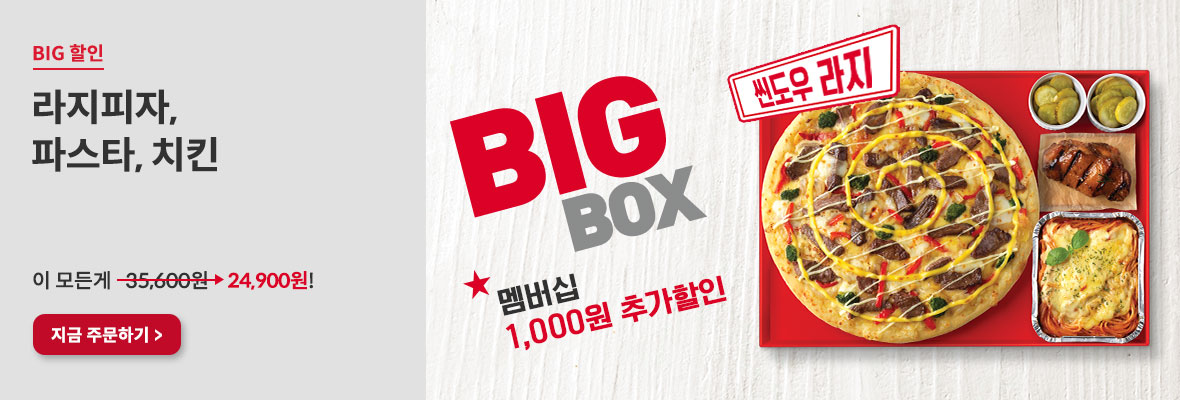 BIG 할인
라지피자,
파스타, 치킨
이 모든게 35,600원 ▸ 24,900원!
지금 주문하기 >
BIG
BOX
★ 멤버십
1,000원 추가할인
씬도우 라지